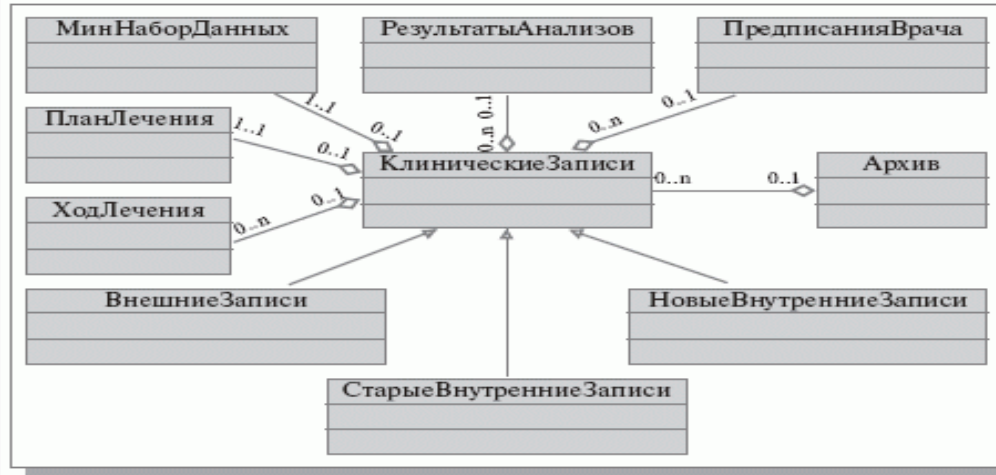 МинНаборДанных
РезультатыАнализов
ПредписанияВрача
1..1
0..1
0..n
0..1
0..1
0..n
ПланЛечения
1..1
0..1
КлиническиеЗаписи
0..n
0..1
Архив
ХодЛечения
0..n
0..1
ВнешниеЗаписи
НовыеВнутренниеЗаписи
СтарыеВнутренниеЗаписи